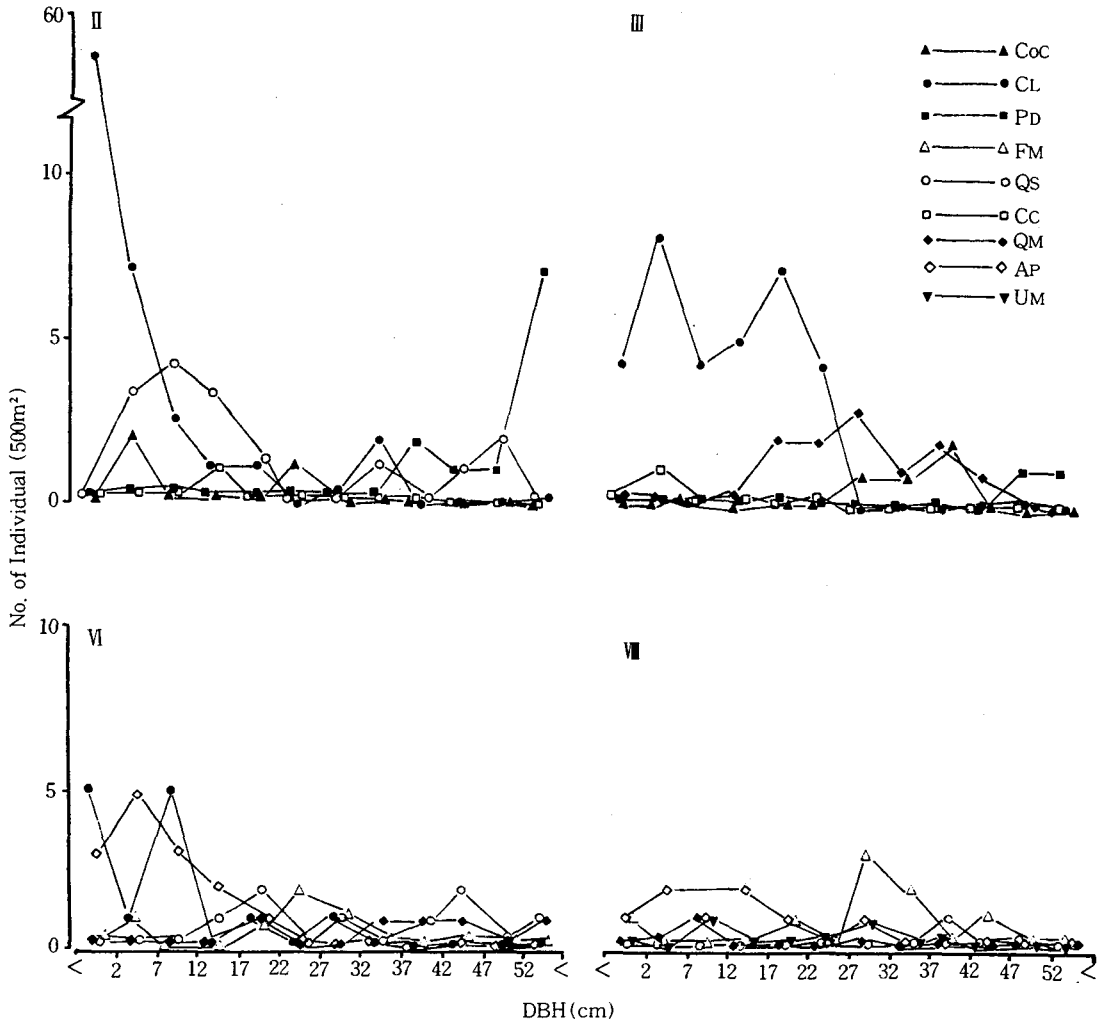 60
Ⅱ
Ⅲ
CoC
CL
PD
FM
QS
CC
QM
AP
UM
10
5
0
No. of Individual (500m²)
10
Ⅵ
Ⅷ
5
0
< 2 7 12 17 22 27 32 37 42 47 52 <
< 2 7 12 17 22 27 32 37 42 47 52 <
DBH(cm)